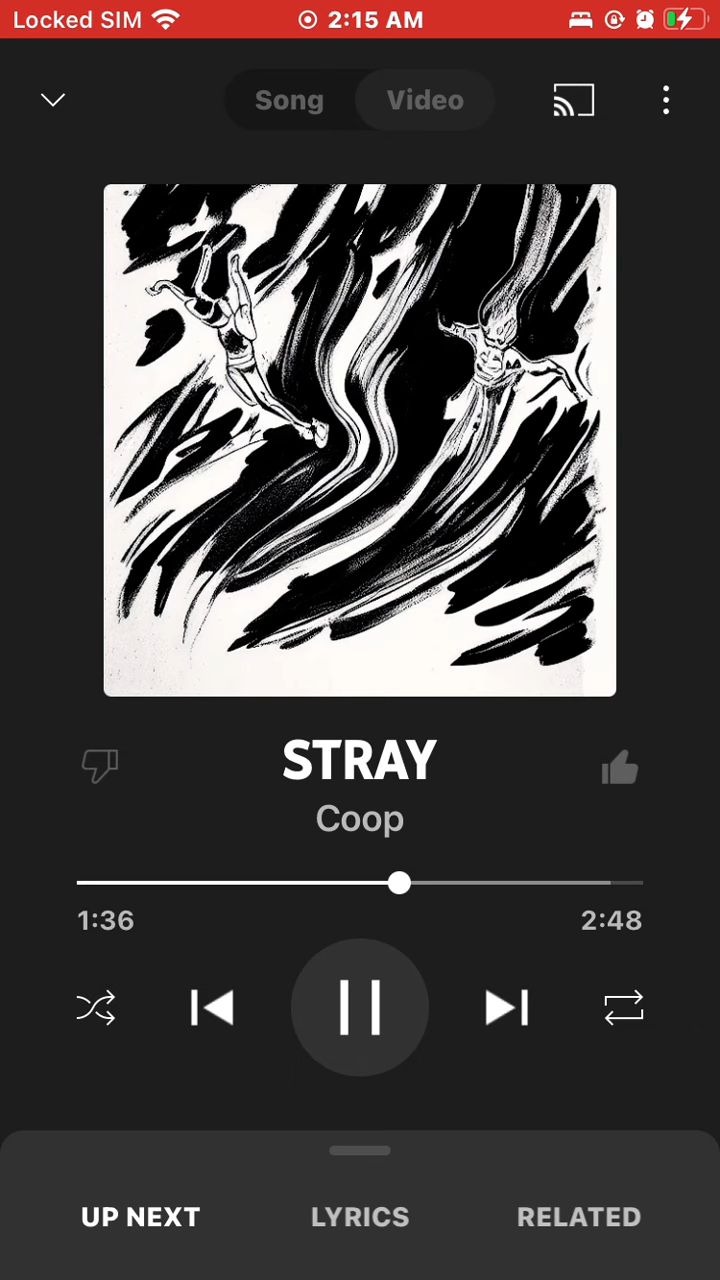 Locked SIM 2:15 AM
Song Video
STRAY
Coop
1:36 2:48
UP NEXT LYRICS RELATED